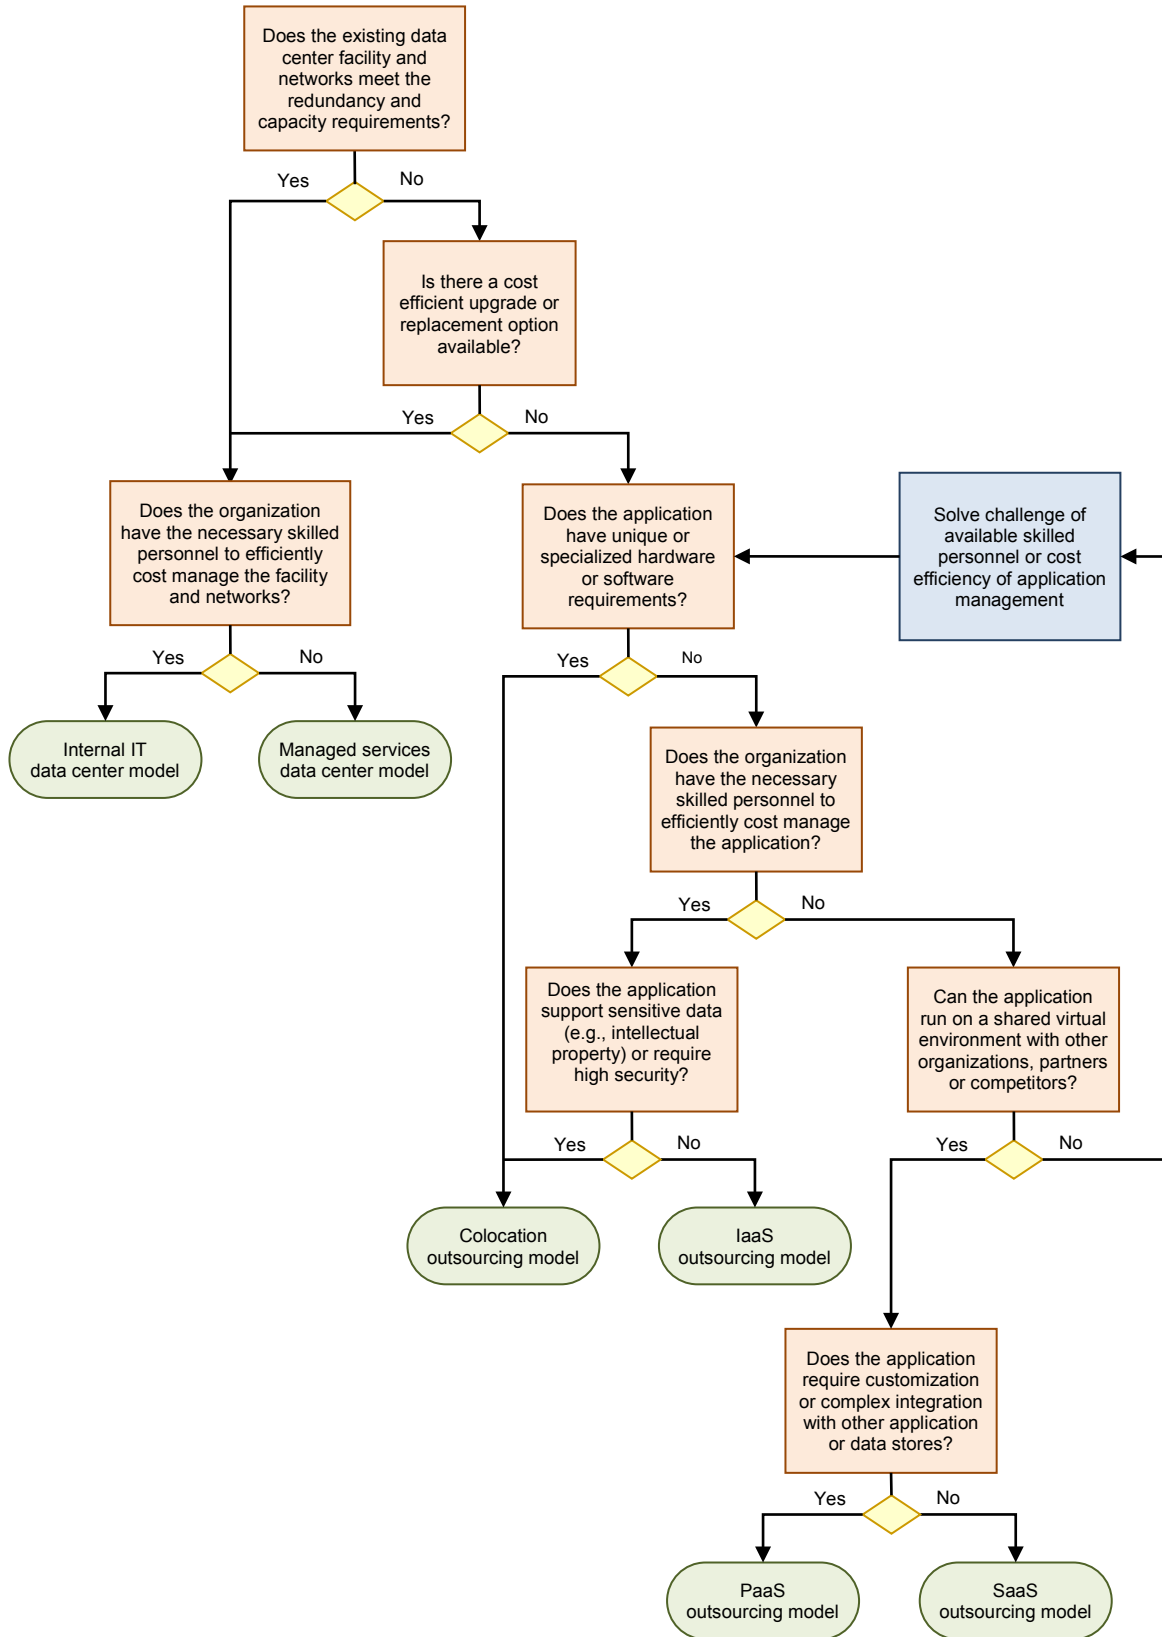 Does the existing data
center facility and
networks meet the
redundancy and
capacity requirements?
Yes
No
Is there a cost
efficient upgrade or
replacement option
available?
Yes
No
Does the organization
have the necessary skilled
personnel to efficiently
cost manage the facility
and networks?
Does the application
have unique or
specialized hardware
or software
requirements?
Solve challenge of
available skilled
personnel or cost
efficiency of application
management
Yes
No
Yes
No
Internal IT
data center model
Managed services
data center model
Does the organization
have the necessary
skilled personnel to
efficiently cost manage
the application?
Yes
No
Does the application
support sensitive data
(e.g., intellectual
property) or require
high security?
Can the application
run on a shared virtual
environment with other
organizations, partners
or competitors?
Yes
No
Yes
No
Colocation
outsourcing model
IaaS
outsourcing model
Does the application
require customization
or complex integration
with other application
or data stores?
Yes
No
PaaS
outsourcing model
SaaS
outsourcing model